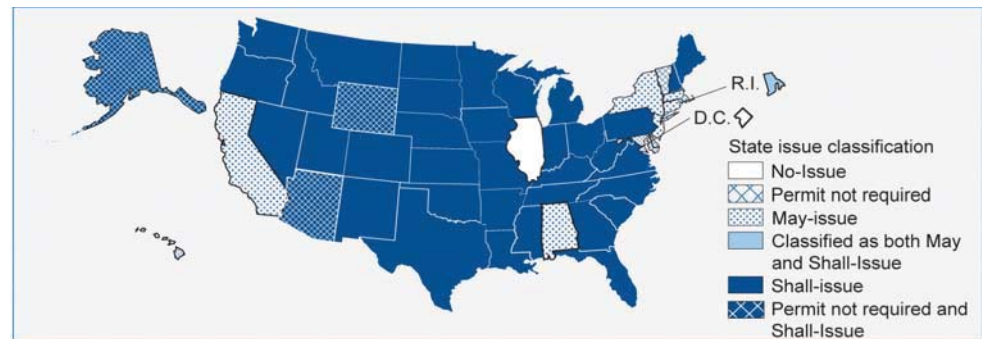 R.I.
D.C.
State issue classification
No-Issue
Permit not required
May-issue
Classified as both May
and Shall-Issue
Shall-issue
Permit not required and
Shall-Issue